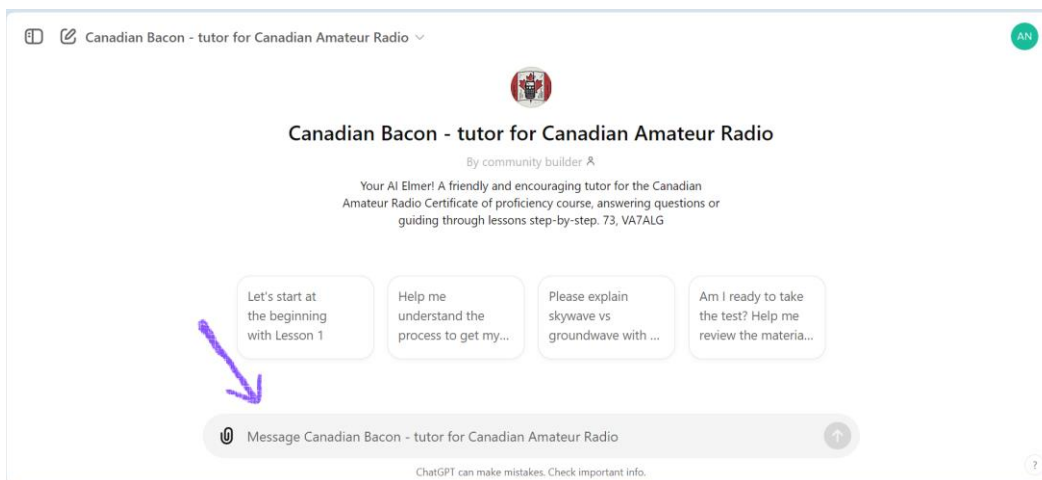 Canadian Bacon - tutor for Canadian Amateur Radio
AN
Canadian Bacon - tutor for Canadian Amateur Radio
By community builder
Your AI Elmer! A friendly and encouraging tutor for the Canadian
Amateur Radio Certificate of proficiency course, answering questions or
guiding through lessons step-by-step. 73, VA7ALG
Let's start at
the beginning
with Lesson 1
Help me
understand the
process to get my...
Please explain
skywave vs
groundwave with ...
Am I ready to take
the test? Help me
review the materia...
Message Canadian Bacon - tutor for Canadian Amateur Radio
ChatGPT can make mistakes. Check important info.
?